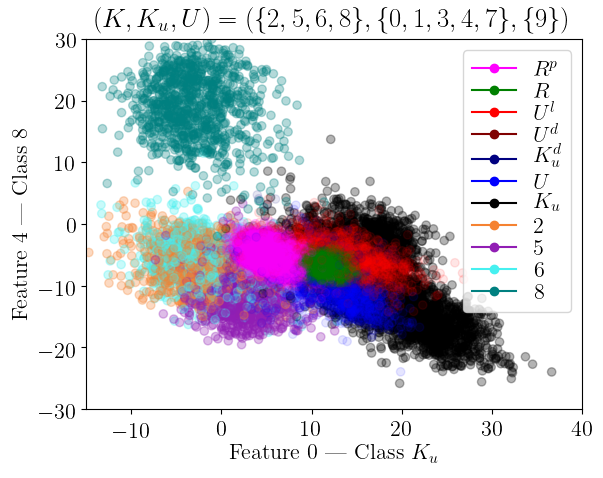 (K, K_u, U) = ({2, 5, 6, 8}, {0, 1, 3, 4, 7}, {9})
30
20
10
0
−10
−20
−30
Feature 4 — Class 8
R^p
R
U^l
U^d
K_u^d
U
K_u
2
5
6
8
−10
0
10
20
30
40
Feature 0 — Class K_u